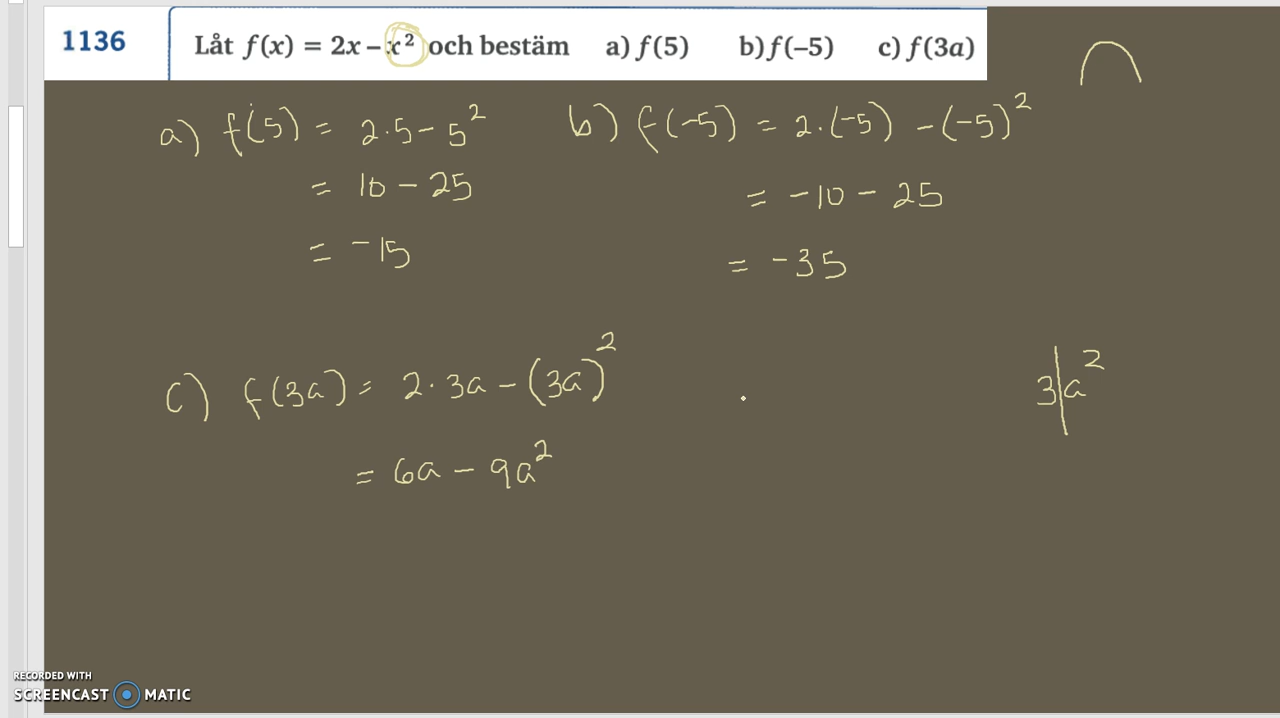 1136 Låt f(x) = 2x – x² och bestäm a) f(5) b) f(–5) c) f(3a)
a) f(5) = 2·5 – 5²
= 10 – 25
= –15
b) f(–5) = 2·(–5) – (–5)²
= –10 – 25
= –35
c) f(3a) = 2·3a – (3a)²
= 6a – 9a²
3|a²
RECORDED WITH
SCREENCAST MATIC